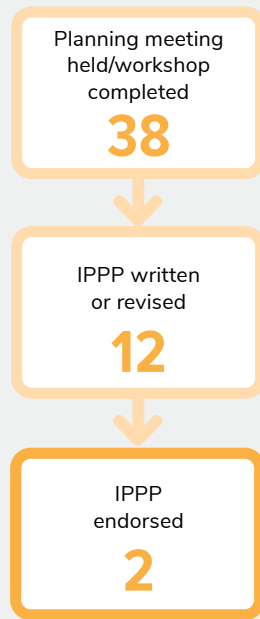 Planning meeting
held/workshop
completed
38
IPPP written
or revised
12
IPPP
endorsed
2